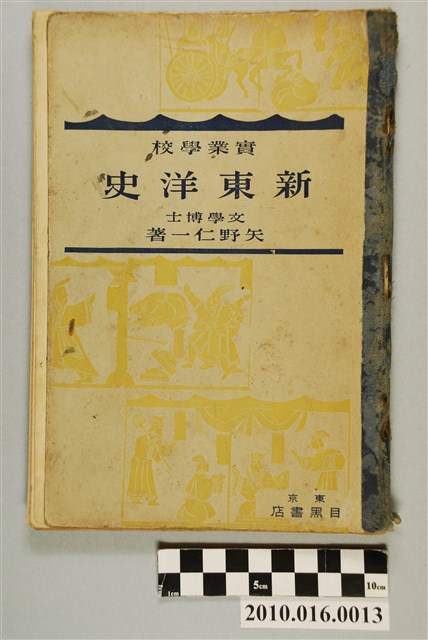 實業學校
新東洋史
文學博士
矢野仁一著
東京
目黑書店
1cm 5cm 10cm
2010.016.0013